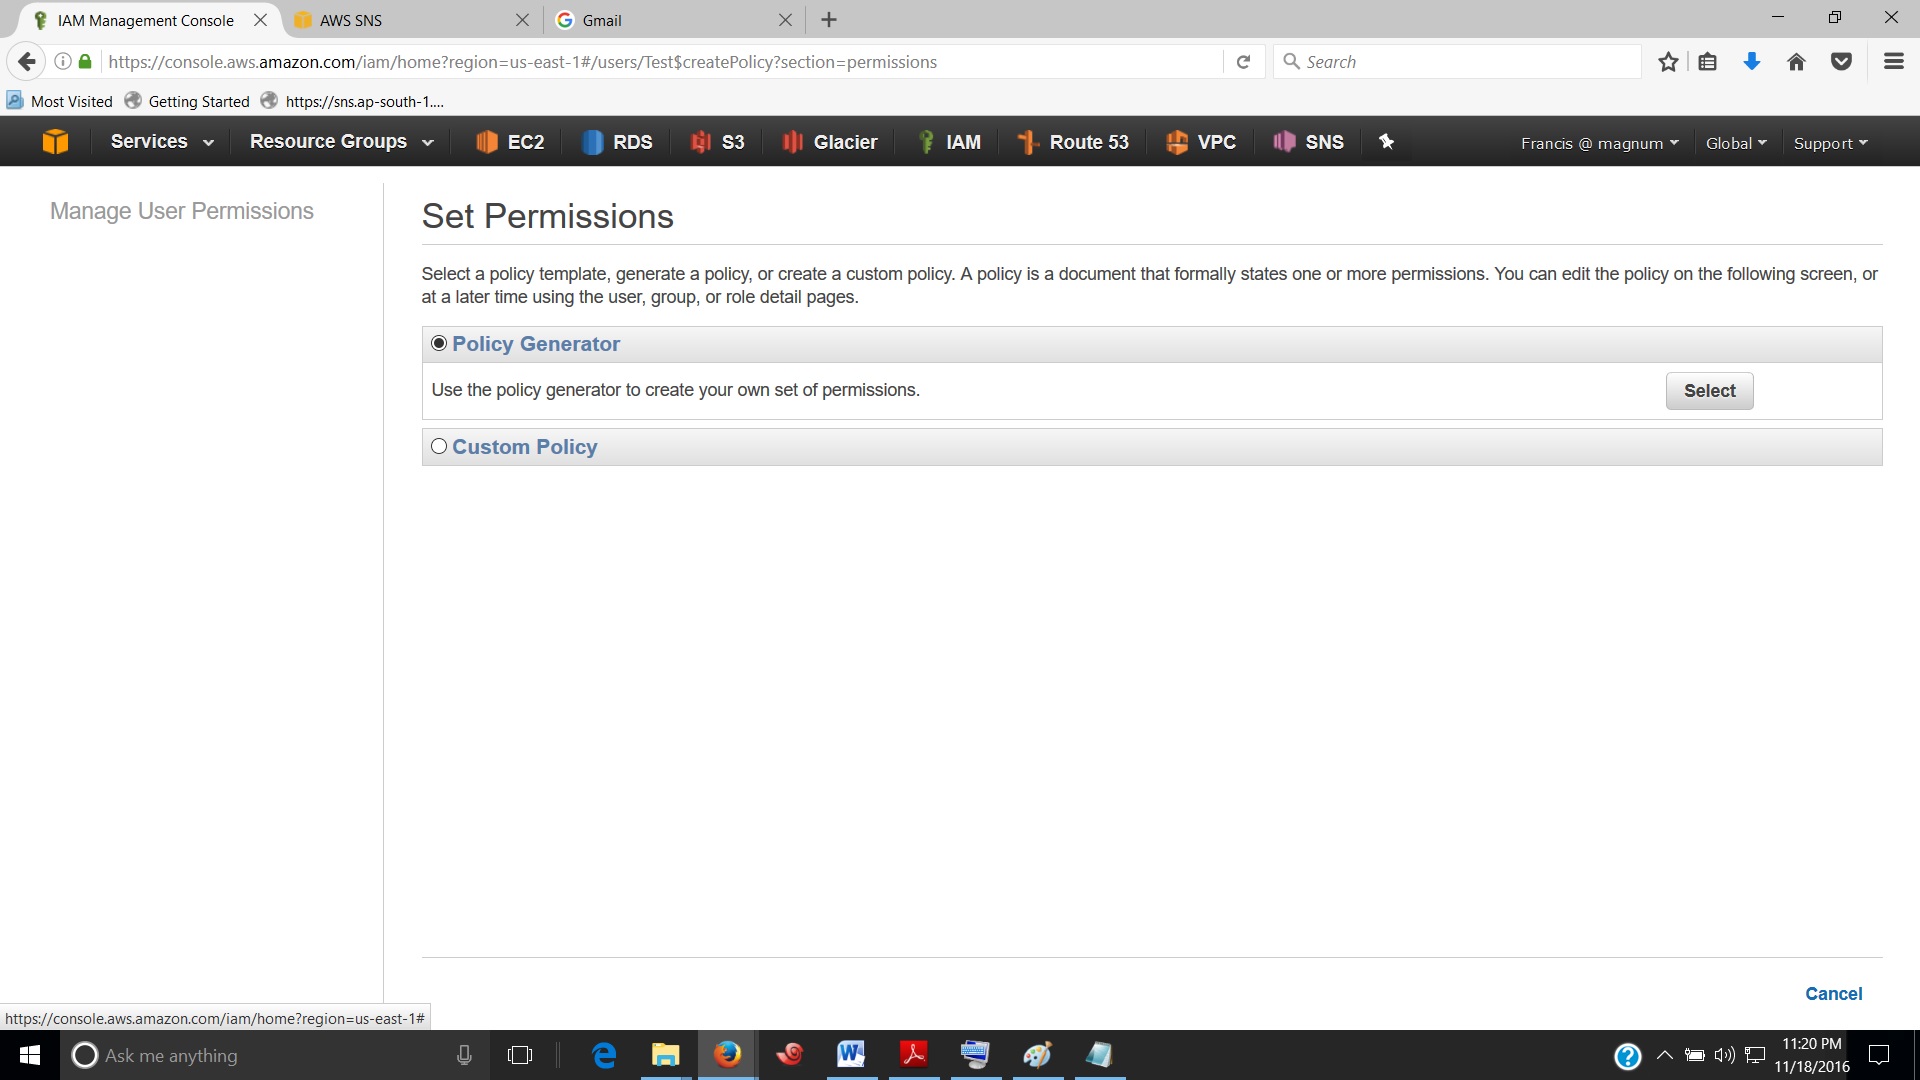 IAM Management Console
AWS SNS
Gmail
https://console.aws.amazon.com/iam/home?region=us-east-1#/users/Test$createPolicy?section=permissions
Search
Most Visited
Getting Started
https://sns.ap-south-1....
Services
Resource Groups
EC2
RDS
S3
Glacier
IAM
Route 53
VPC
SNS
Francis @ magnum
Global
Support
Manage User Permissions
Set Permissions
Select a policy template, generate a policy, or create a custom policy. A policy is a document that formally states one or more permissions. You can edit the policy on the following screen, or
at a later time using the user, group, or role detail pages.
Policy Generator
Use the policy generator to create your own set of permissions.
Select
Custom Policy
Cancel
https://console.aws.amazon.com/iam/home?region=us-east-1#
Ask me anything
11:20 PM
11/18/2016